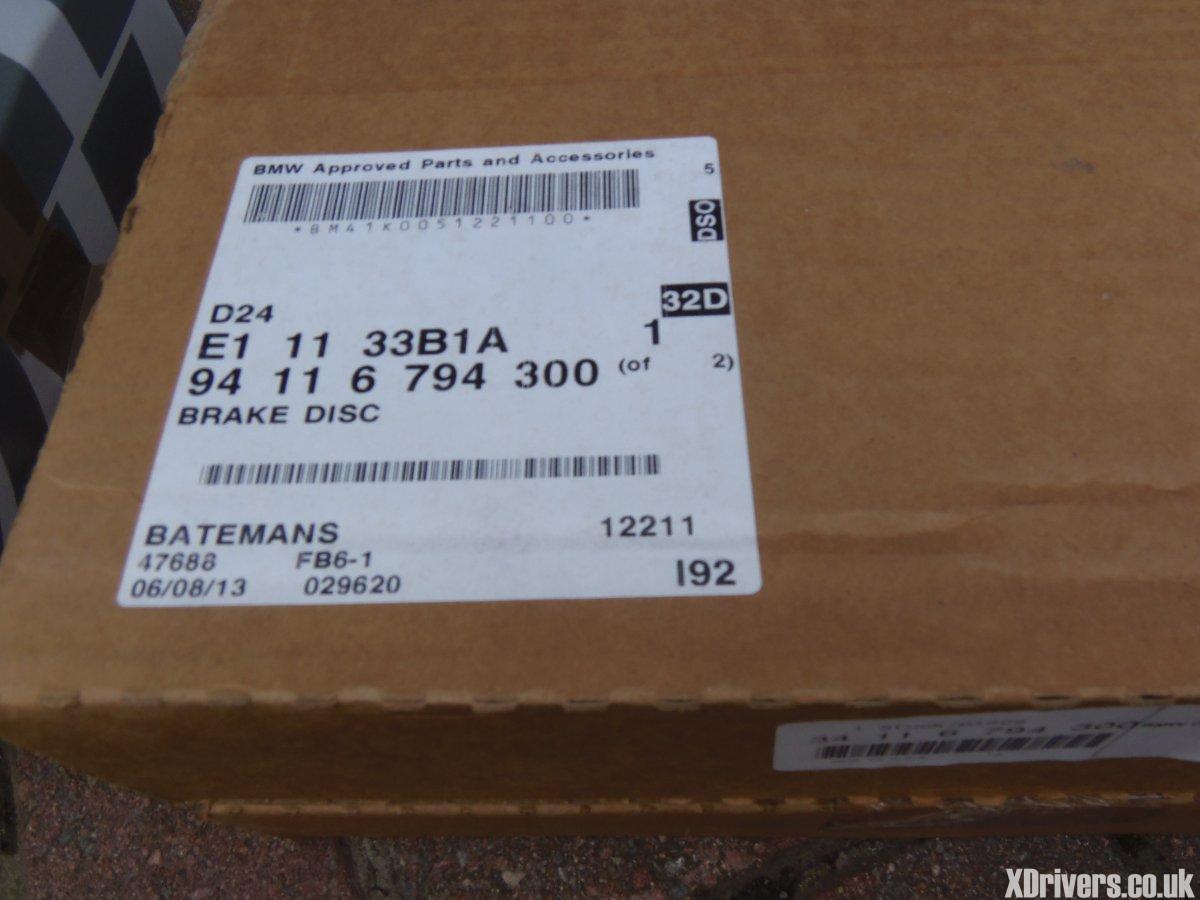 BMW Approved Parts and Accessories
5
*BM41K0051221100*
DSO
32D
D24
E1 11 33B1A 1
94 11 6 794 300 (of 2)
BRAKE DISC
BATEMANS 12211
47688 FB6-1
06/08/13 029620 I92
34 11 6 794 300
XDrivers.co.uk